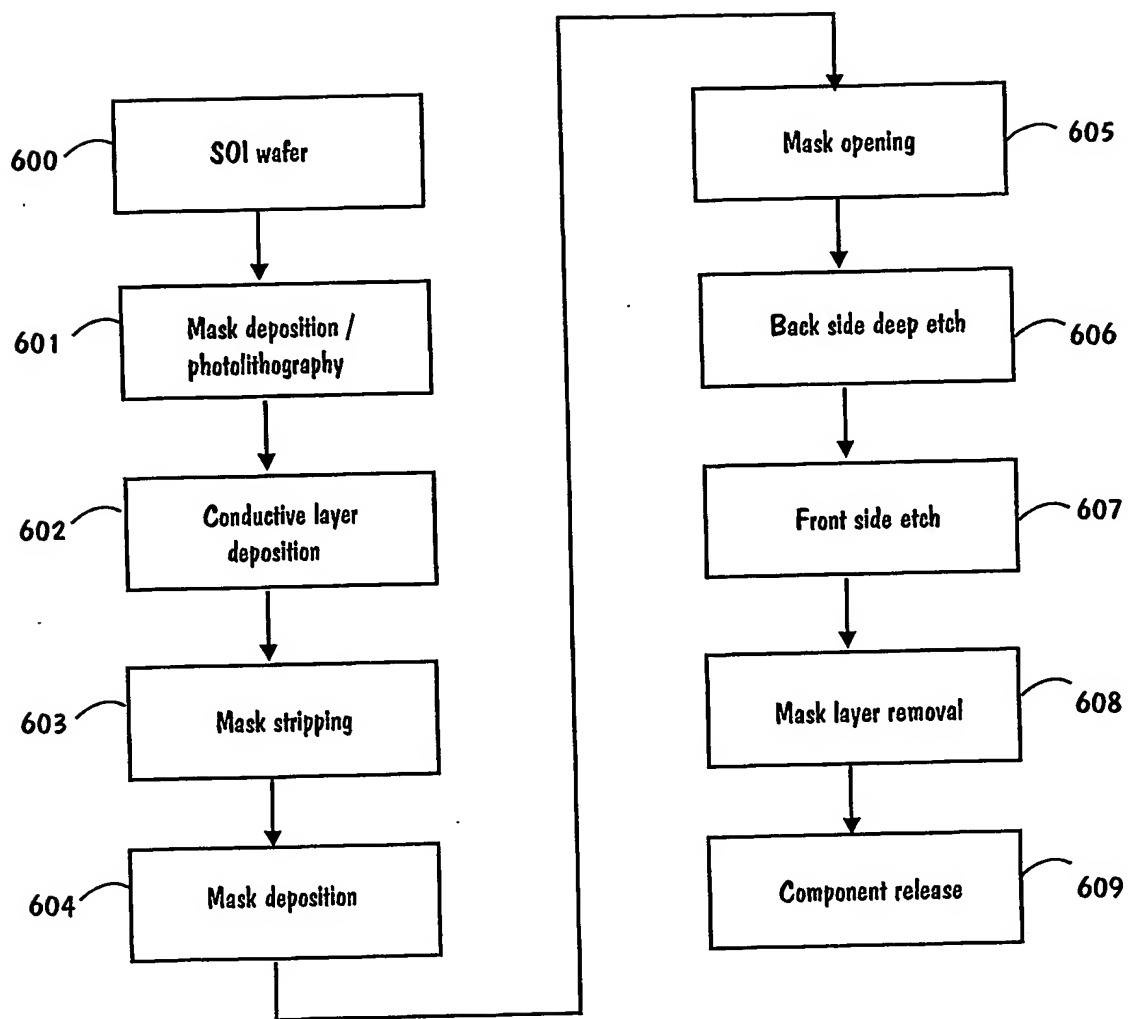 600
SOI wafer
601
Mask deposition /
photolithography
602
Conductive layer
deposition
603
Mask stripping
604
Mask deposition
605
Mask opening
606
Back side deep etch
607
Front side etch
608
Mask layer removal
609
Component release